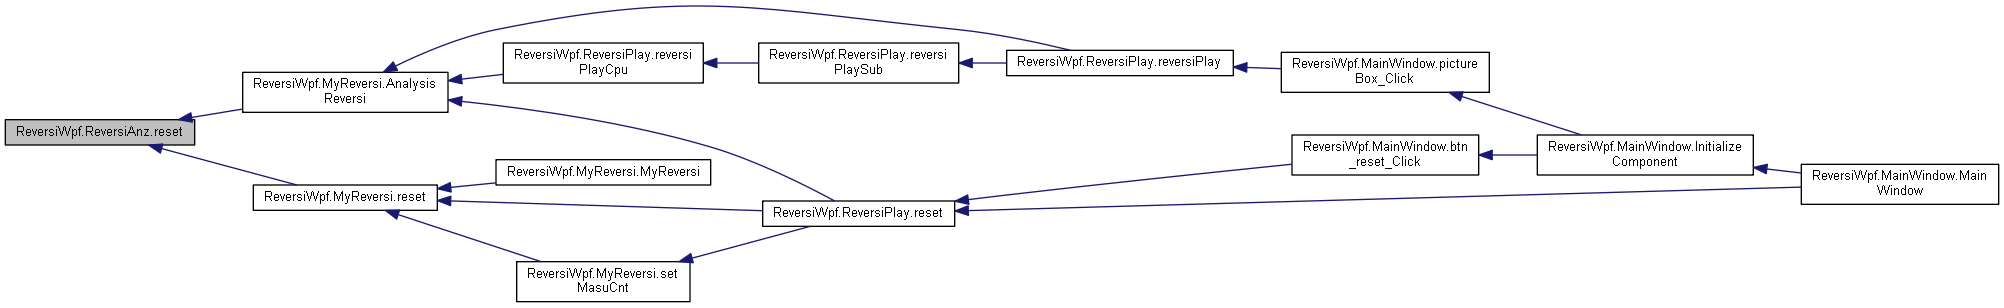 ReversiWpf.ReversiAnz.reset
ReversiWpf.MyReversi.Analysis
Reversi
ReversiWpf.MyReversi.reset
ReversiWpf.ReversiPlay.reversi
PlayCpu
ReversiWpf.MyReversi.MyReversi
ReversiWpf.MyReversi.set
MasuCnt
ReversiWpf.ReversiPlay.reversi
PlaySub
ReversiWpf.ReversiPlay.reset
ReversiWpf.ReversiPlay.reversiPlay
ReversiWpf.MainWindow.picture
Box_Click
ReversiWpf.MainWindow.btn
_reset_Click
ReversiWpf.MainWindow.Initialize
Component
ReversiWpf.MainWindow.Main
Window